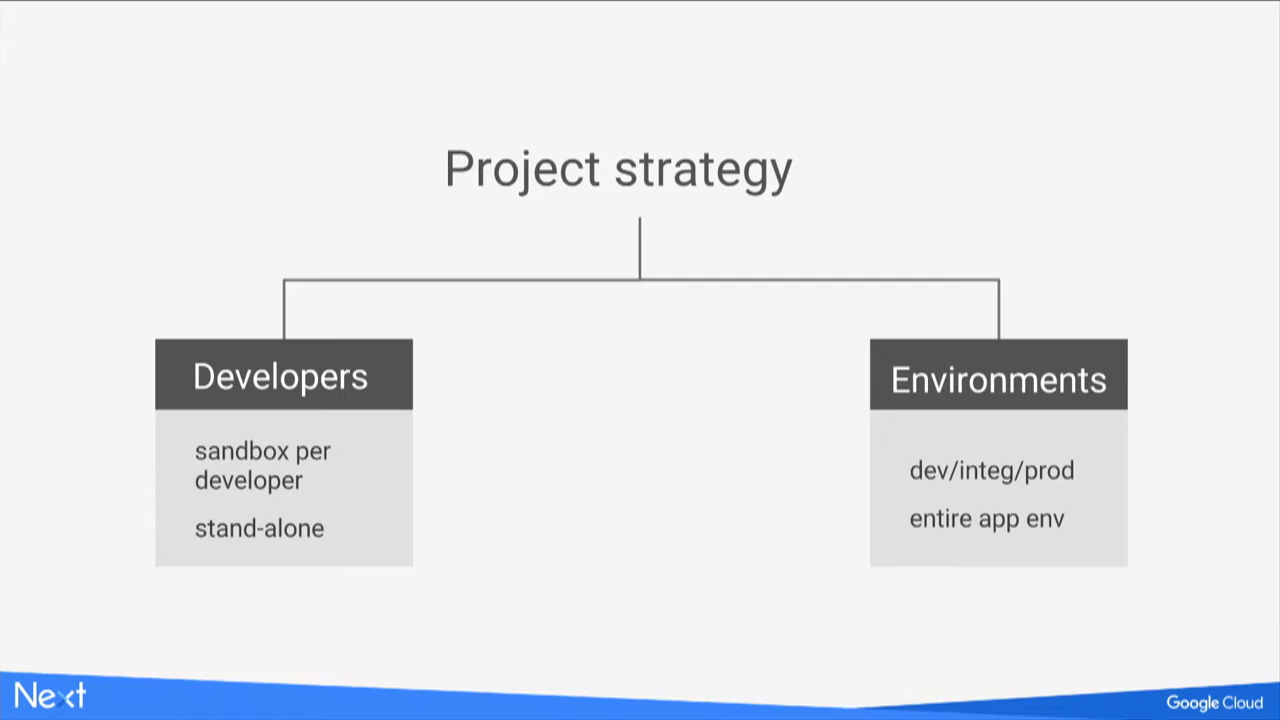 Project strategy
Developers
sandbox per
developer
stand-alone
Environments
dev/integ/prod
entire app env
Next
Google Cloud